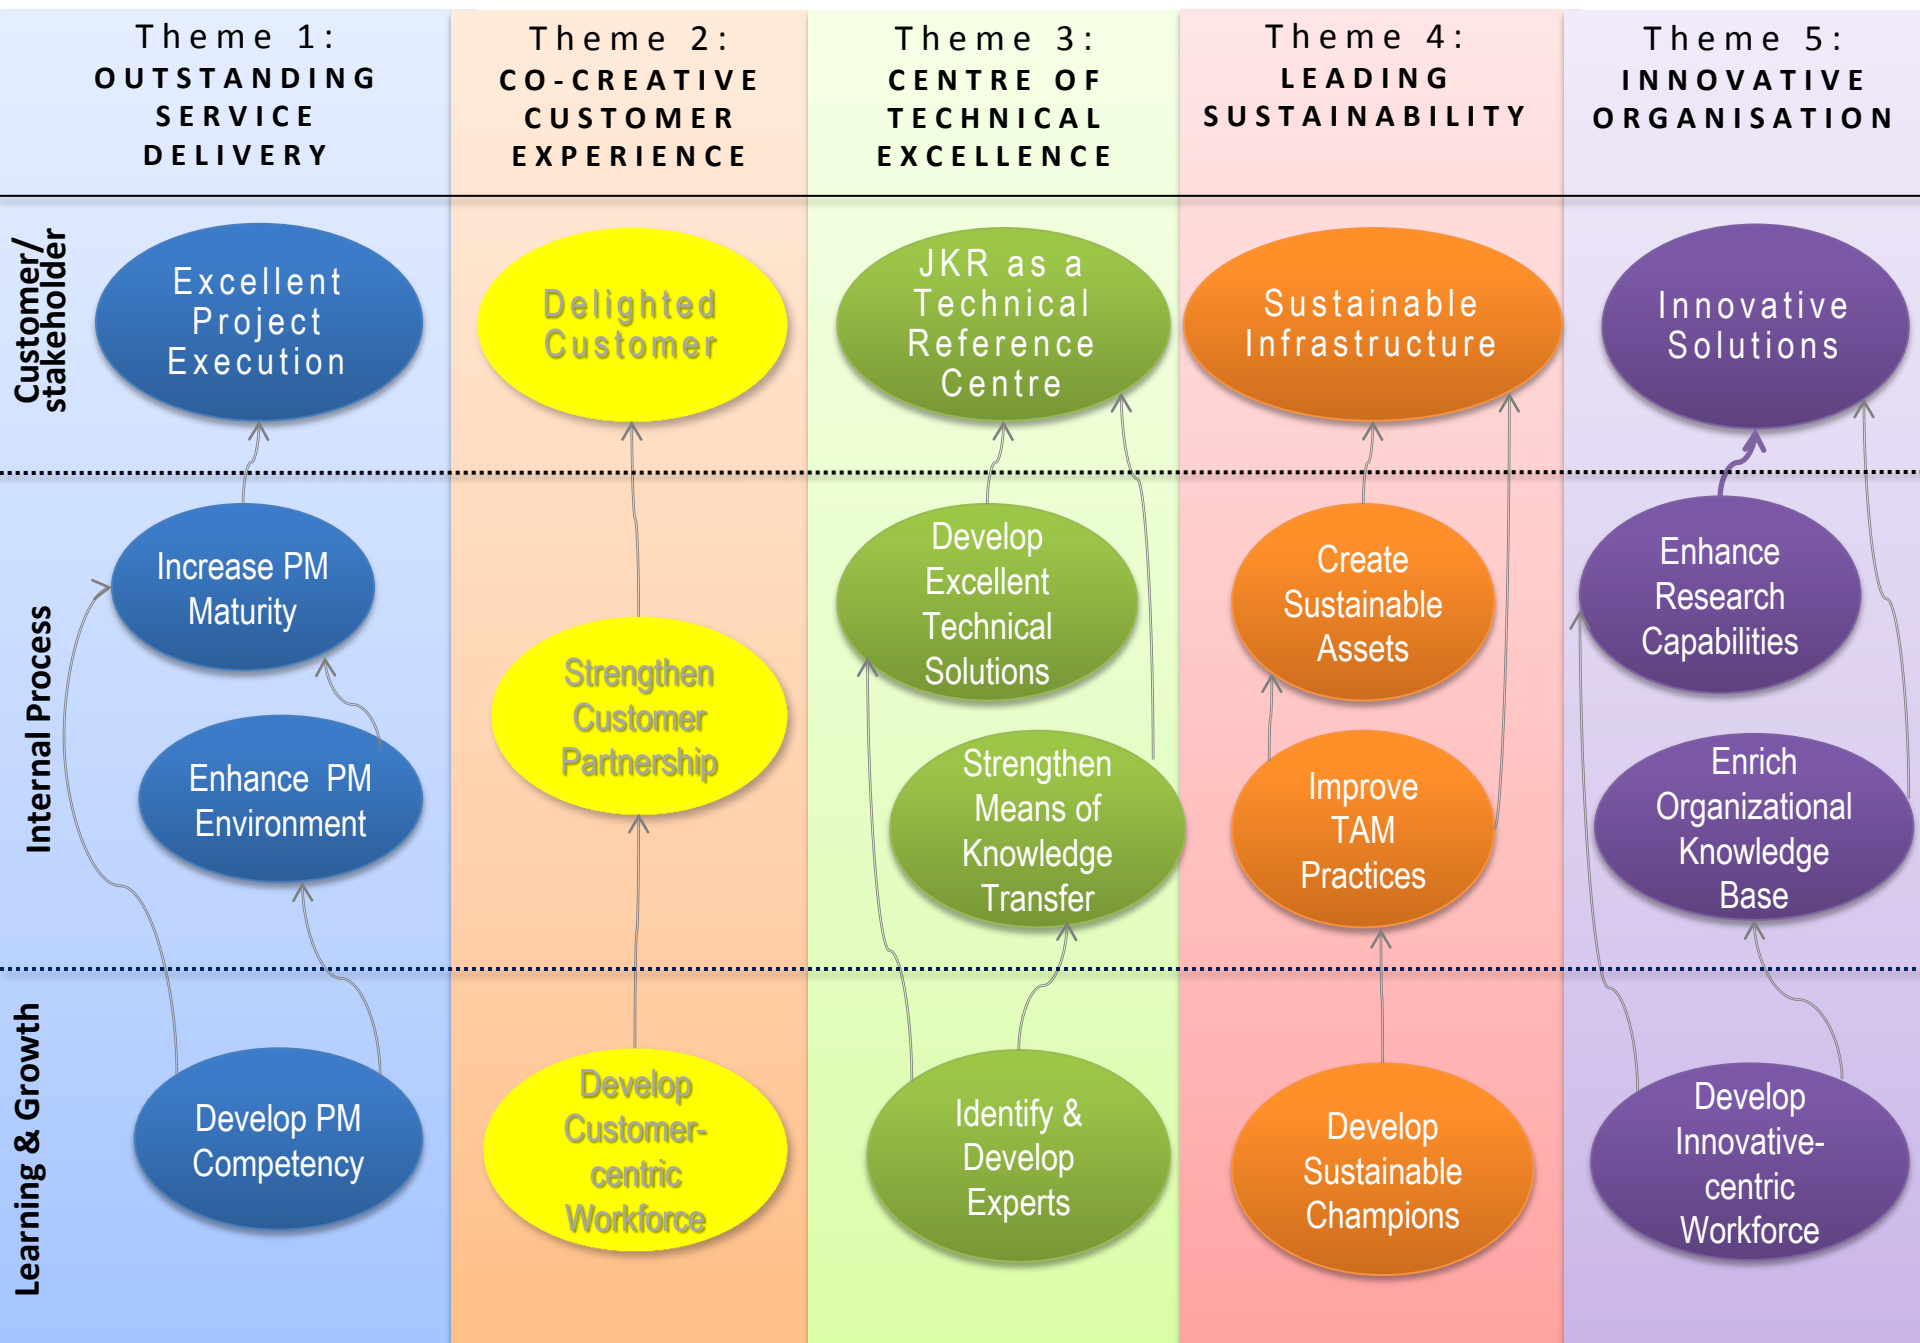 Theme 1:
OUTSTANDING
SERVICE
DELIVERY
Theme 2:
CO-CREATIVE
CUSTOMER
EXPERIENCE
Theme 3:
CENTRE OF
TECHNICAL
EXCELLENCE
Theme 4:
LEADING
SUSTAINABILITY
Theme 5:
INNOVATIVE
ORGANISATION
Customer/
stakeholder
Excellent
Project
Execution
Delighted
Customer
JKR as a
Technical
Reference
Centre
Sustainable
Infrastructure
Innovative
Solutions
Internal Process
Increase PM
Maturity
Enhance PM
Environment
Strengthen
Customer
Partnership
Develop
Excellent
Technical
Solutions
Strengthen
Means of
Knowledge
Transfer
Create
Sustainable
Assets
Improve
TAM
Practices
Enhance
Research
Capabilities
Enrich
Organizational
Knowledge
Base
Learning & Growth
Develop PM
Competency
Develop
Customer-
centric
Workforce
Identify &
Develop
Experts
Develop
Sustainable
Champions
Develop
Innovative-
centric
Workforce